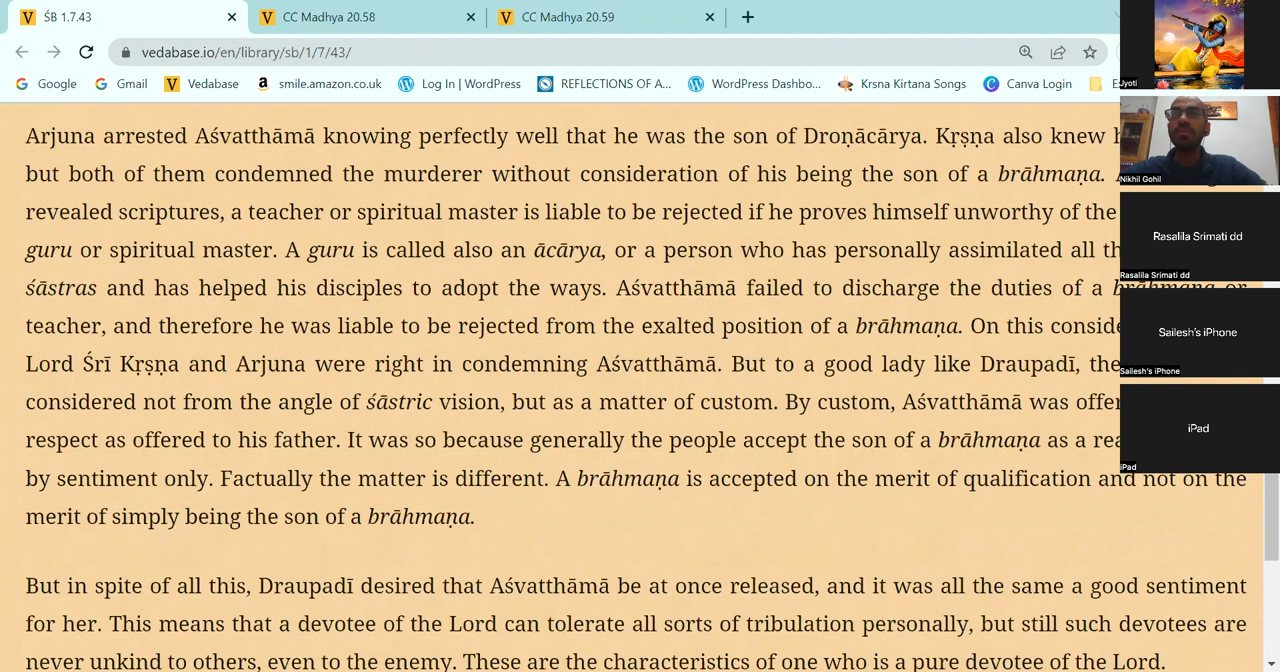 ŚB 1.7.43
CC Madhya 20.58
CC Madhya 20.59
vedabase.io/en/library/sb/1/7/43/
Google Gmail Vedabase smile.amazon.co.uk Log In | WordPress REFLECTIONS OF A... WordPress Dashbo... Krsna Kirtana Songs Canva Login
Arjuna arrested Aśvatthāmā knowing perfectly well that he was the son of Droṇācārya. Kṛṣṇa also knew
but both of them condemned the murderer without consideration of his being the son of a brāhmaṇa.
revealed scriptures, a teacher or spiritual master is liable to be rejected if he proves himself unworthy of the
guru or spiritual master. A guru is called also an ācārya, or a person who has personally assimilated all
śāstras and has helped his disciples to adopt the ways. Aśvatthāmā failed to discharge the duties of a brāhmaṇa or
teacher, and therefore he was liable to be rejected from the exalted position of a brāhmaṇa. On this
Lord Śrī Kṛṣṇa and Arjuna were right in condemning Aśvatthāmā. But to a good lady like Draupadī,
considered not from the angle of śāstric vision, but as a matter of custom. By custom, Aśvatthāmā was
respect as offered to his father. It was so because generally the people accept the son of a brāhmaṇa as a
by sentiment only. Factually the matter is different. A brāhmaṇa is accepted on the merit of qualification and not on the
merit of simply being the son of a brāhmaṇa.
But in spite of all this, Draupadī desired that Aśvatthāmā be at once released, and it was all the same a good sentiment
for her. This means that a devotee of the Lord can tolerate all sorts of tribulation personally, but still such devotees are
never unkind to others, even to the enemy. These are the characteristics of one who is a pure devotee of the Lord.
Jyoti
Nikhil Gohil
Rasalila Srimati dd
Rasalila Srimati dd
Sailesh's iPhone
Sailesh's iPhone
iPad
iPad